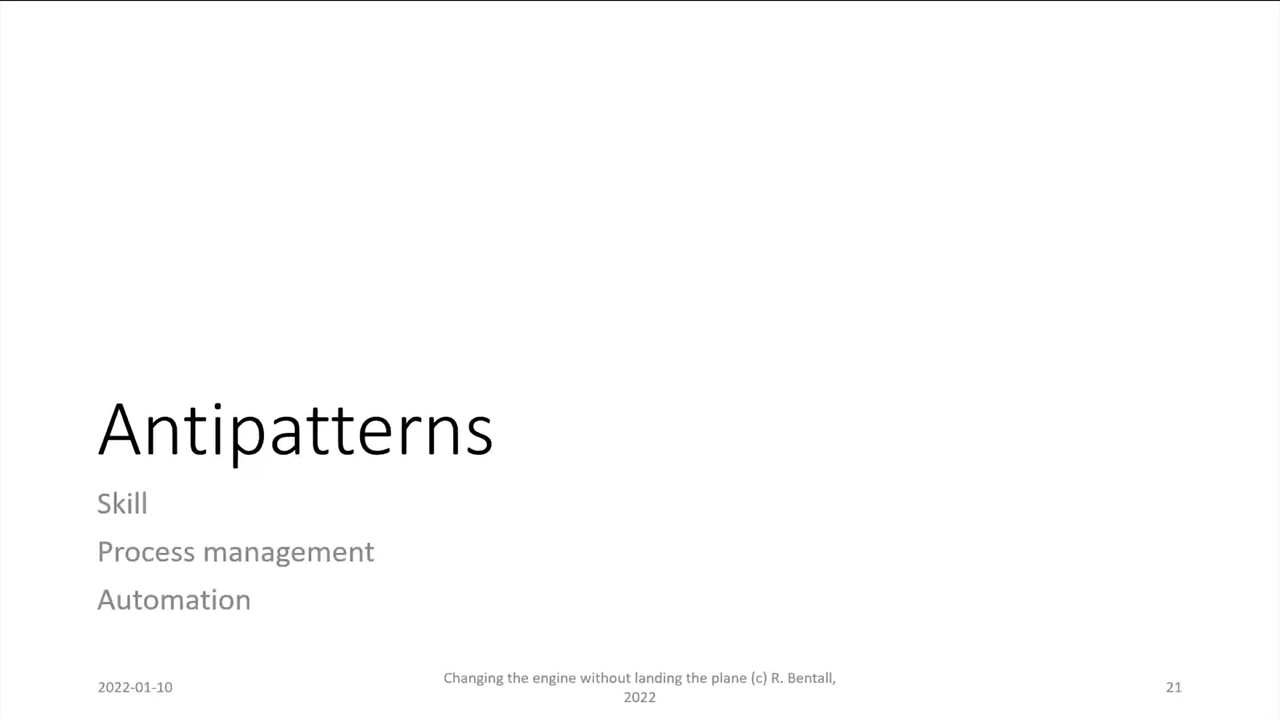 Antipatterns
Skill
Process management
Automation
2022-01-10
Changing the engine without landing the plane (c) R. Bentall,
2022
21